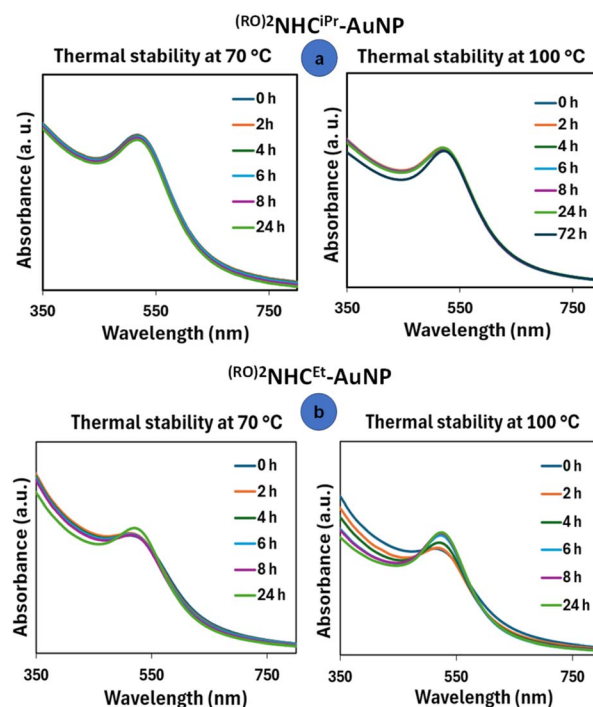 (RO)2NHCiPr-AuNP
Thermal stability at 70 °C
a
Thermal stability at 100 °C
Absorbance (a. u.)
0 h
2h
4 h
6 h
8 h
24 h
350
550
750
Wavelength (nm)
Absorbance (a. u.)
0 h
2 h
4 h
6 h
8 h
24 h
72 h
350
550
750
Wavelength (nm)
(RO)2NHCEt-AuNP
Thermal stability at 70 °C
b
Thermal stability at 100 °C
Absorbance (a.u.)
0 h
2 h
4 h
6 h
8 h
24 h
350
550
750
Wavelength (nm)
Absorbance (a.u.)
0 h
2 h
4 h
6 h
8 h
24 h
350
550
750
Wavelength (nm)